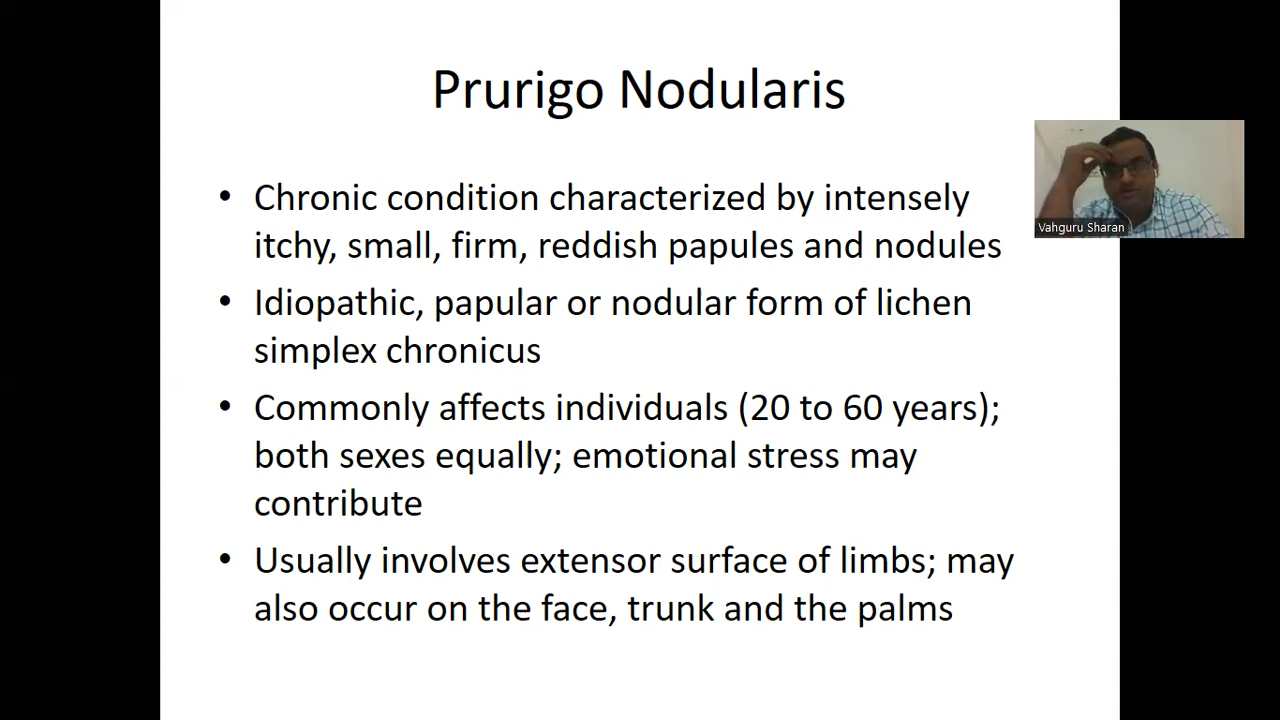 Prurigo Nodularis
• Chronic condition characterized by intensely
itchy, small, firm, reddish papules and nodules
• Idiopathic, papular or nodular form of lichen
simplex chronicus
• Commonly affects individuals (20 to 60 years);
both sexes equally; emotional stress may
contribute
• Usually involves extensor surface of limbs; may
also occur on the face, trunk and the palms
Vahguru Sharan